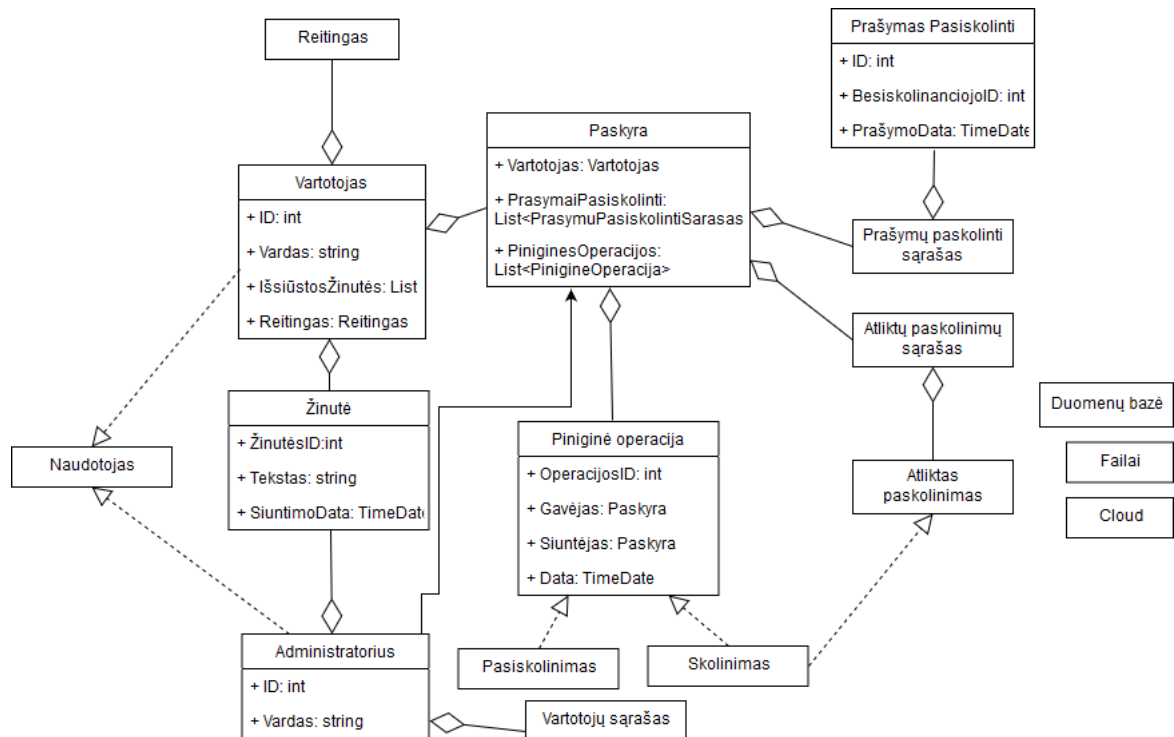 Reitingas
Prašymas Pasiskolinti
+ ID: int
+ BesiskolinanciojoID: int
+ PrašymoData: TimeDate
Paskyra
+ Vartotojas: Vartotojas
+ PrasymaiPasiskolinti:
List<PrasymuPasiskolintiSarasas
+ PiniginesOperacijos:
List<PinigineOperacija>
Vartotojas
+ ID: int
+ Vardas: string
+ IšsiūstosŽinutės: List
+ Reitingas: Reitingas
Prašymų paskolinti
sąrašas
Atliktų paskolinimų
sąrašas
Žinutė
+ ŽinutėsID:int
+ Tekstas: string
+ SiuntimoData: TimeDate
Duomenų bazė
Naudotojas
Piniginė operacija
+ OperacijosID: int
+ Gavėjas: Paskyra
+ Siuntėjas: Paskyra
+ Data: TimeDate
Atliktas
paskolinimas
Failai
Cloud
Administratorius
+ ID: int
+ Vardas: string
Pasiskolinimas
Skolinimas
Vartotojų sąrašas